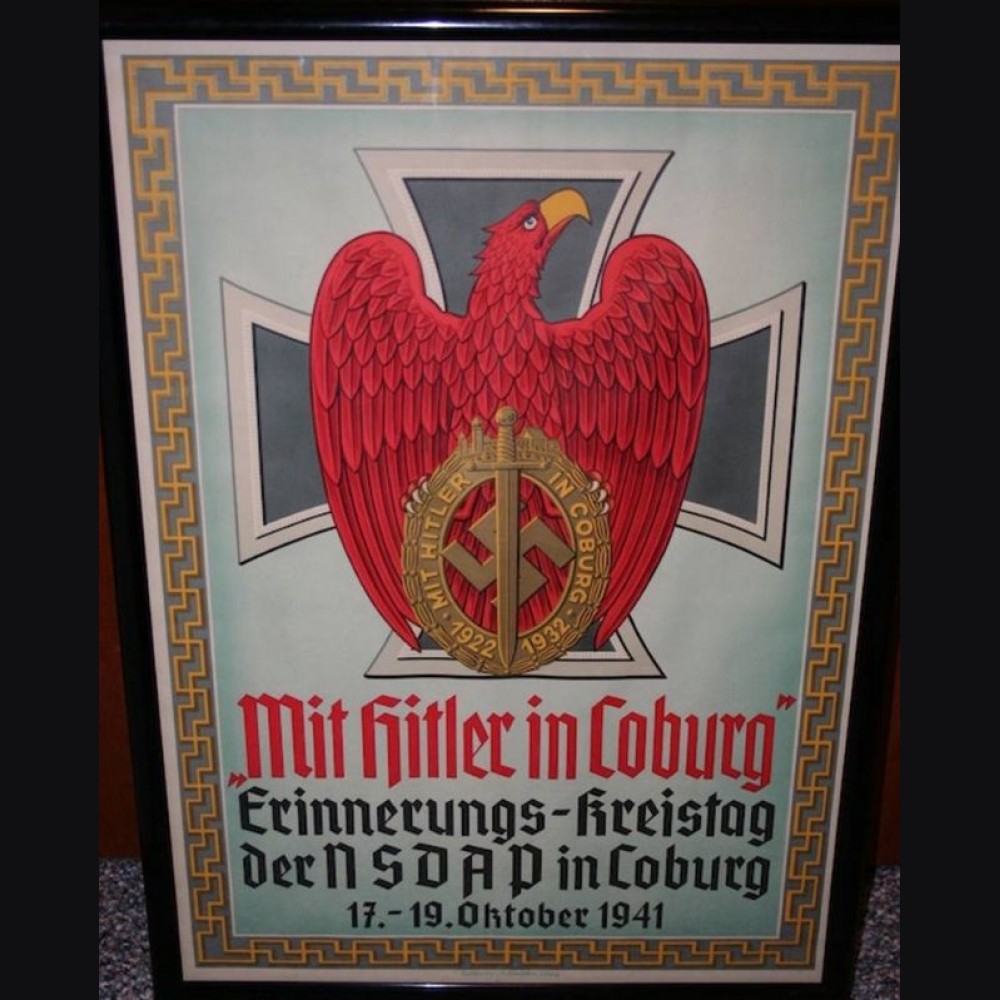 MIT HITLER IN COBURG
1922 1932
„Mit Hitler in Coburg”
Erinnerungs-Kreistag
der NSDAP in Coburg
17.-19. Oktober 1941